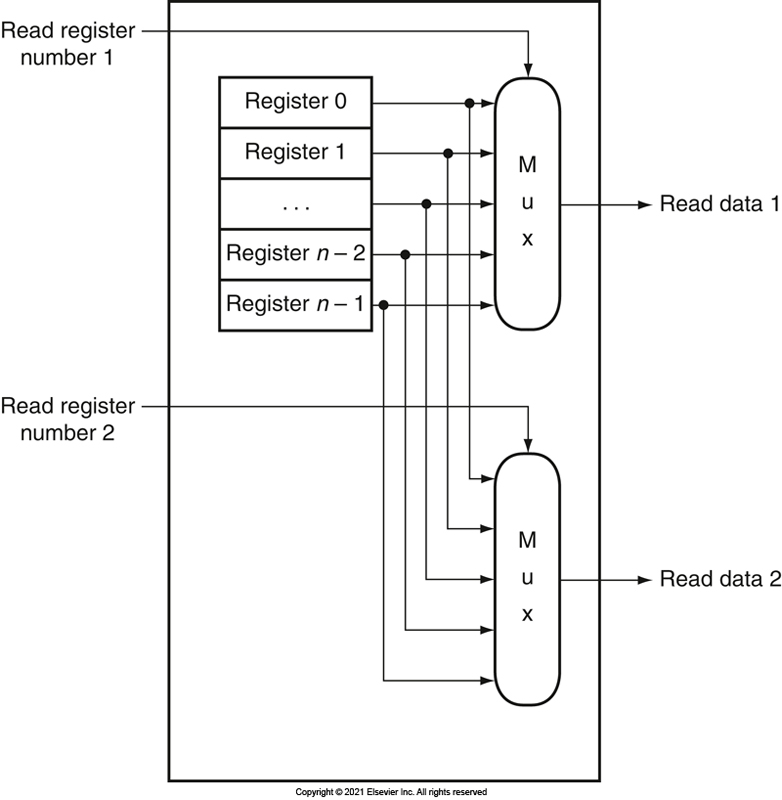 Read register
number 1
Register 0
Register 1
. . .
Register n – 2
Register n – 1
M
u
x
Read data 1
Read register
number 2
M
u
x
Read data 2
Copyright © 2021 Elsevier Inc. All rights reserved